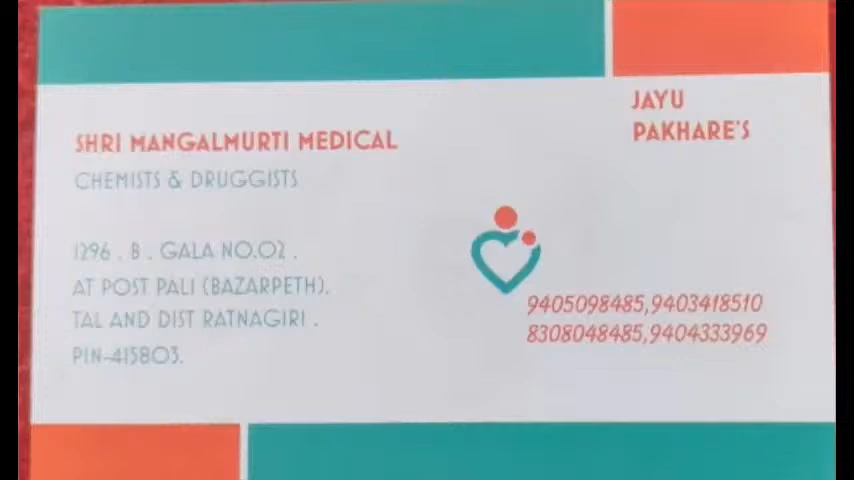 JAYU
PAKHARE'S
SHRI MANGALMURTI MEDICAL
CHEMISTS & DRUGGISTS
1296 . B . GALA NO.02 .
AT POST PALI (BAZARPETH).
TAL AND DIST RATNAGIRI .
PIN-415803.
9405098485,9403418510
8308048485,9404333969